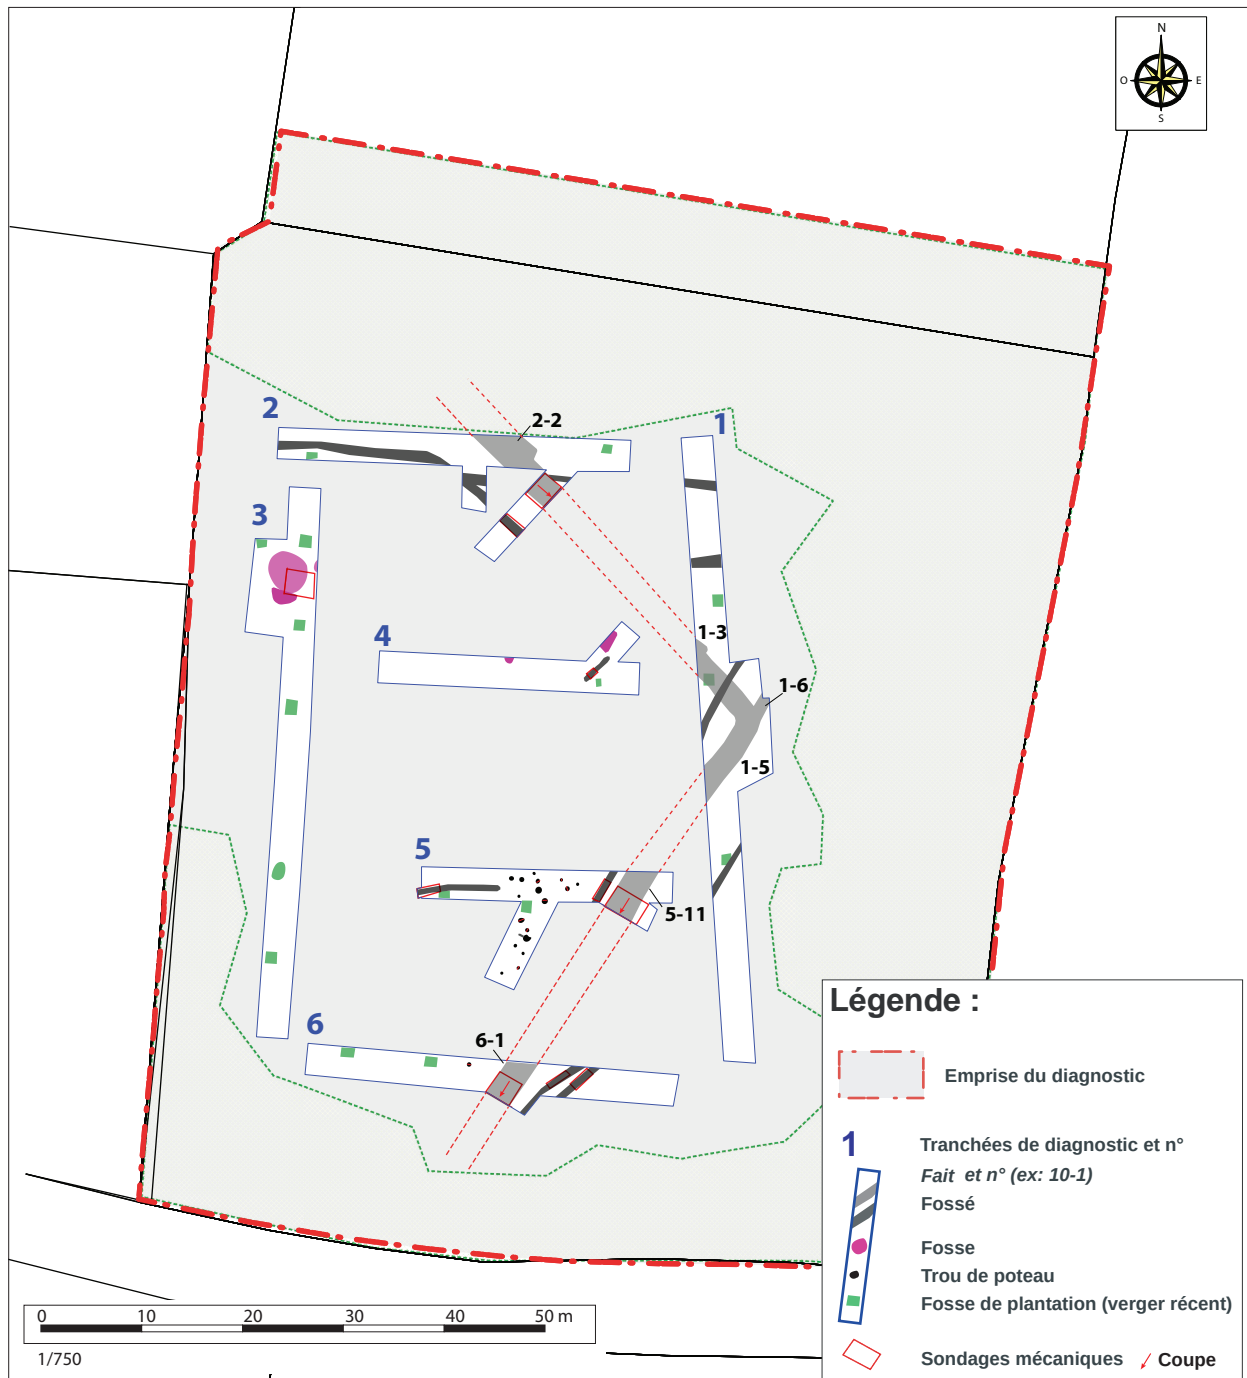 N
O E
S
2
2-2
1
3
1-3
4
1-6
1-5
5
5-11
6
6-1
Légende :
Emprise du diagnostic
1 Tranchées de diagnostic et n°
Fait et n° (ex: 10-1)
Fossé
Fosse
Trou de poteau
Fosse de plantation (verger récent)
Sondages mécaniques Coupe
0 10 20 30 40 50 m
1/750